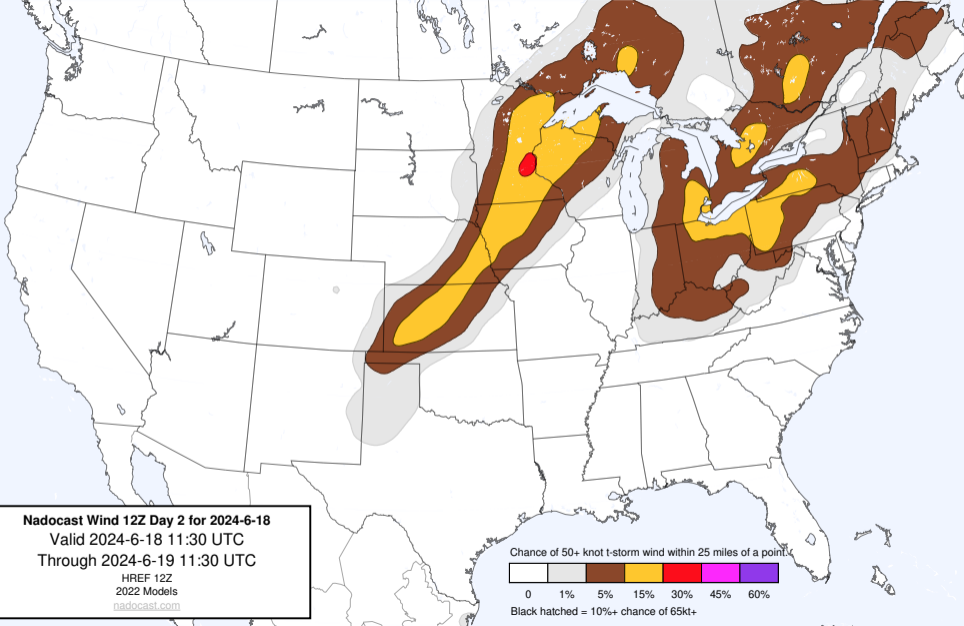 Nadocast Wind 12Z Day 2 for 2024-6-18
Valid 2024-6-18 11:30 UTC
Through 2024-6-19 11:30 UTC
HREF 12Z
2022 Models
nadocast.com
Chance of 50+ knot t-storm wind within 25 miles of a point.
0 1% 5% 15% 30% 45% 60%
Black hatched = 10%+ chance of 65kt+